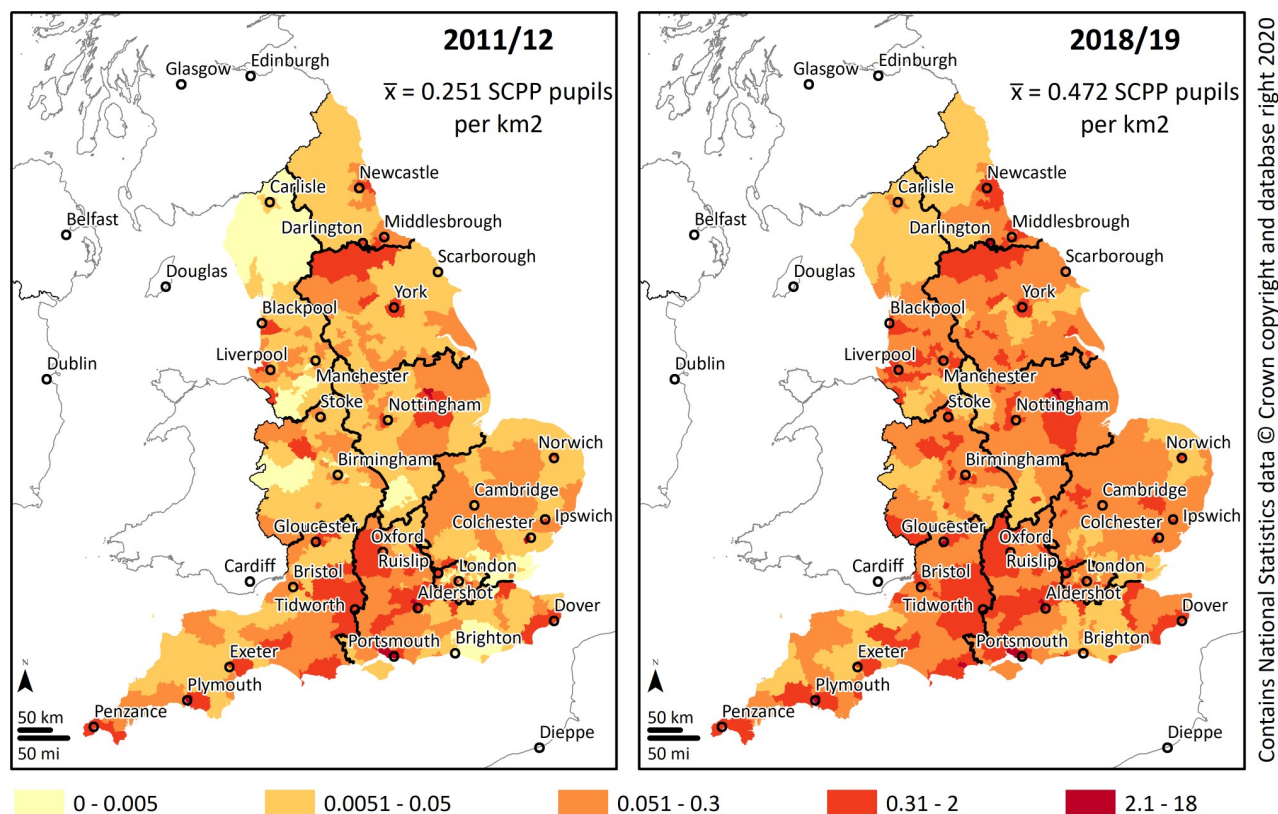 2011/12
x̅ = 0.251 SCPP pupils
per km2
Glasgow
Edinburgh
Carlisle
Newcastle
Belfast
Darlington
Middlesbrough
Scarborough
Douglas
York
Blackpool
Liverpool
Dublin
Manchester
Stoke
Nottingham
Norwich
Birmingham
Cambridge
Colchester
Ipswich
Gloucester
Oxford
Ruislip
Cardiff
Bristol
London
Tidworth
Aldershot
Dover
Portsmouth
Brighton
Exeter
Plymouth
Penzance
Dieppe
N
50 km
50 mi
2018/19
x̅ = 0.472 SCPP pupils
per km2
Glasgow
Edinburgh
Carlisle
Newcastle
Belfast
Darlington
Middlesbrough
Scarborough
Douglas
York
Blackpool
Liverpool
Dublin
Manchester
Stoke
Nottingham
Norwich
Birmingham
Cambridge
Colchester
Ipswich
Gloucester
Oxford
Ruislip
Cardiff
Bristol
London
Tidworth
Aldershot
Dover
Portsmouth
Brighton
Exeter
Plymouth
Penzance
Dieppe
N
50 km
50 mi
Contains National Statistics data © Crown copyright and database right 2020
0 - 0.005
0.0051 - 0.05
0.051 - 0.3
0.31 - 2
2.1 - 18